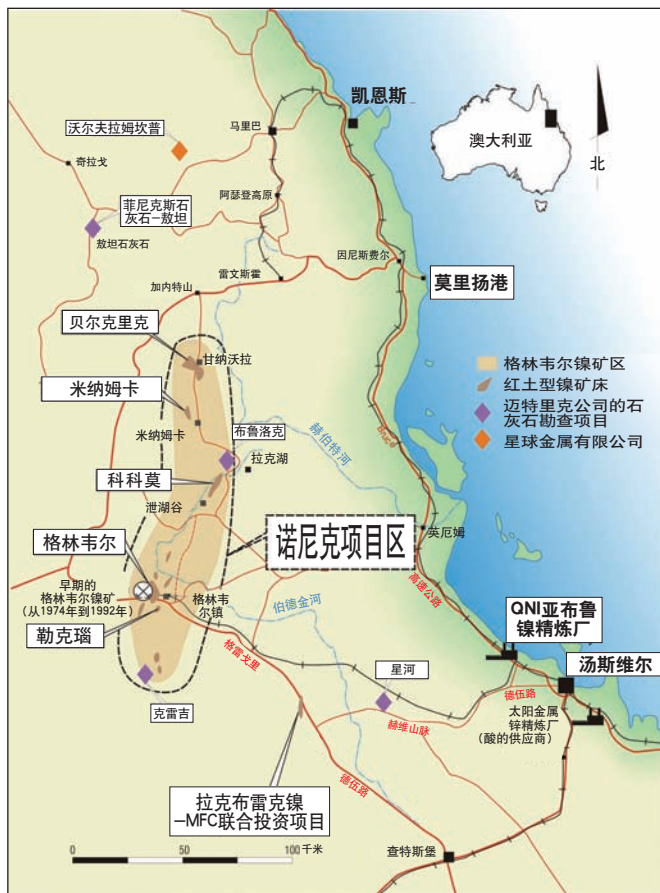 凯恩斯
澳大利亚
北
沃尔夫拉姆坎普
马里巴
奇拉戈
菲尼克斯石
灰石-敖坦
敖坦石灰石
阿瑟登高原
因尼斯费尔
雷文斯霍
莫里扬港
加内特山
贝尔克里克
甘纳沃拉
格林韦尔镍矿区
红土型镍矿床
迈特里克公司的石
灰石勘查项目
星球金属有限公司
米纳姆卡
米纳姆卡
布鲁洛克
赫伯特河
Bruce
拉克湖
科科莫
泄湖谷
英厄姆
诺尼克项目区
格林韦尔
早期的
格林韦尔镍矿
(从1974年到1992年)
格林韦
尔镇
伯德金河
高速公路
QNI亚布鲁
镍精炼厂
勒克瑙
格雷戈里
汤斯维尔
星河
德伍路
克雷吉
赫维山脉
太阳金属
锌精炼厂
(酸的供应商)
拉克布雷克镍
-MFC联合投资项目
德伍路
查特斯堡
0
50
100 千米